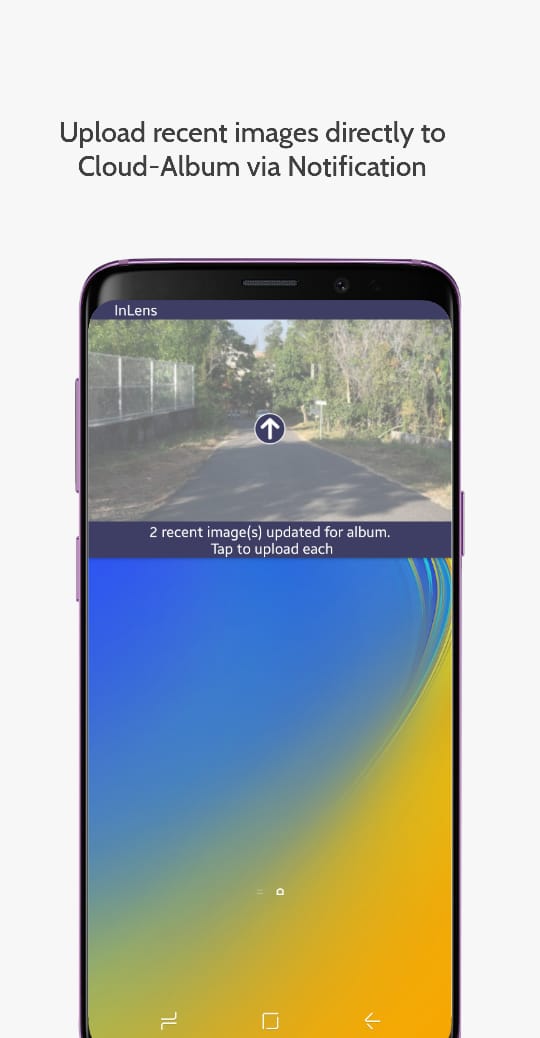 Upload recent images directly to
Cloud-Album via Notification
InLens
2 recent image(s) updated for album.
Tap to upload each